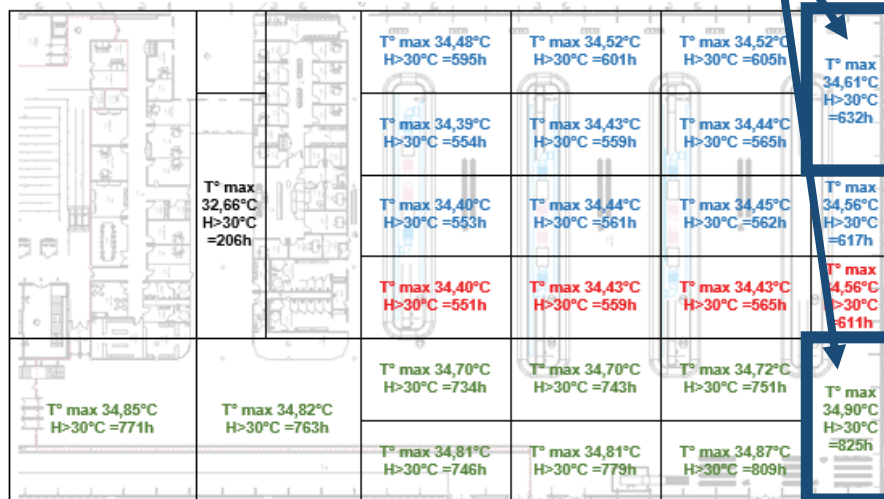 T° max 34,48°C
H>30°C =595h
T° max 34,52°C
H>30°C =601h
T° max 34,52°C
H>30°C =605h
T° max
34,61°C
H>30°C
=632h
T° max 34,39°C
H>30°C =554h
T° max 34,43°C
H>30°C =559h
T° max 34,44°C
H>30°C =565h
T° max
32,66°C
H>30°C
=206h
T° max 34,40°C
H>30°C =553h
T° max 34,44°C
H>30°C =561h
T° max 34,45°C
H>30°C =562h
T° max
34,56°C
H>30°C
=617h
T° max 34,40°C
H>30°C =551h
T° max 34,43°C
H>30°C =559h
T° max 34,43°C
H>30°C =565h
T° max
34,56°C
H>30°C
=611h
T° max 34,85°C
H>30°C =771h
T° max 34,82°C
H>30°C =763h
T° max 34,70°C
H>30°C =734h
T° max 34,70°C
H>30°C =743h
T° max 34,72°C
H>30°C =751h
T° max
34,90°C
H>30°C
=825h
T° max 34,81°C
H>30°C =746h
T° max 34,81°C
H>30°C =779h
T° max 34,87°C
H>30°C =809h